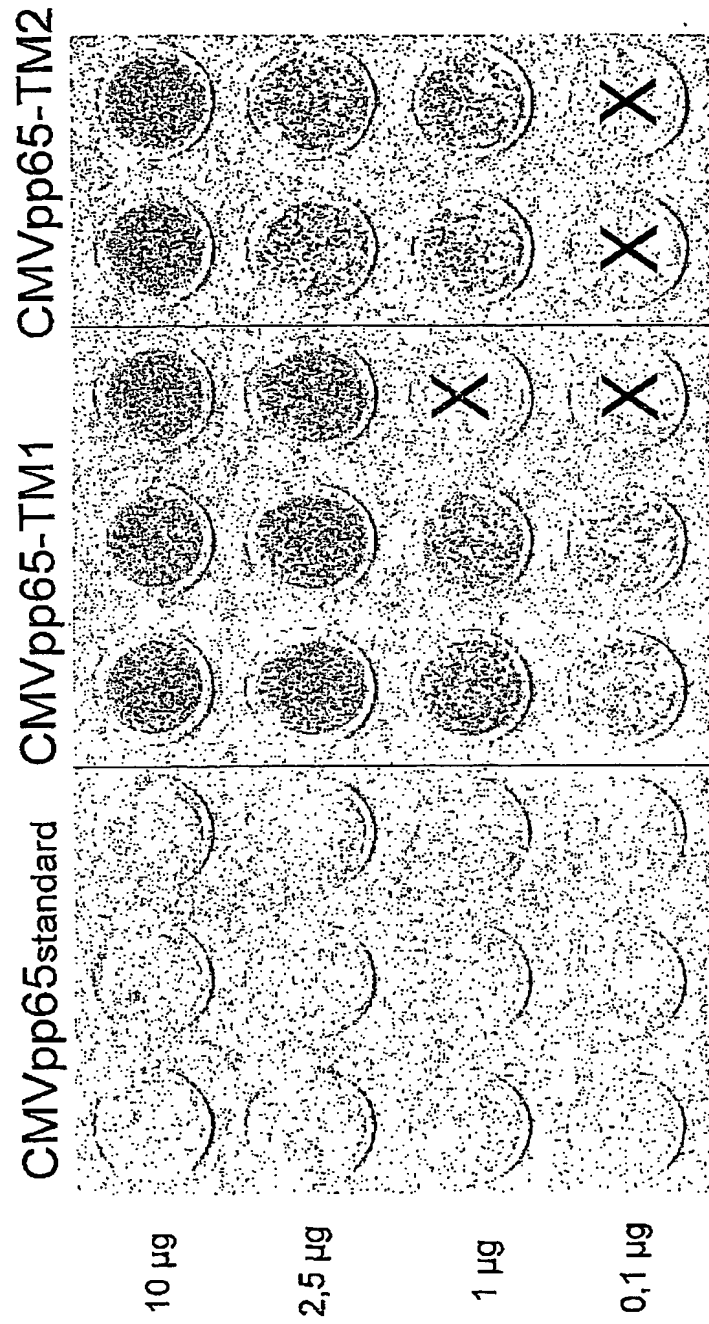 CMVpp65standard CMVpp65-TM1 CMVpp65-TM2
10 µg
2,5 µg
1 µg X
0,1 µg X X X